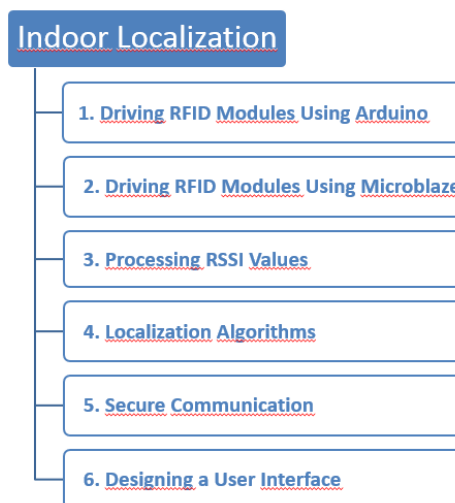 Indoor Localization
1. Driving RFID Modules Using Arduino
2. Driving RFID Modules Using Microblaze
3. Processing RSSI Values
4. Localization Algorithms
5. Secure Communication
6. Designing a User Interface